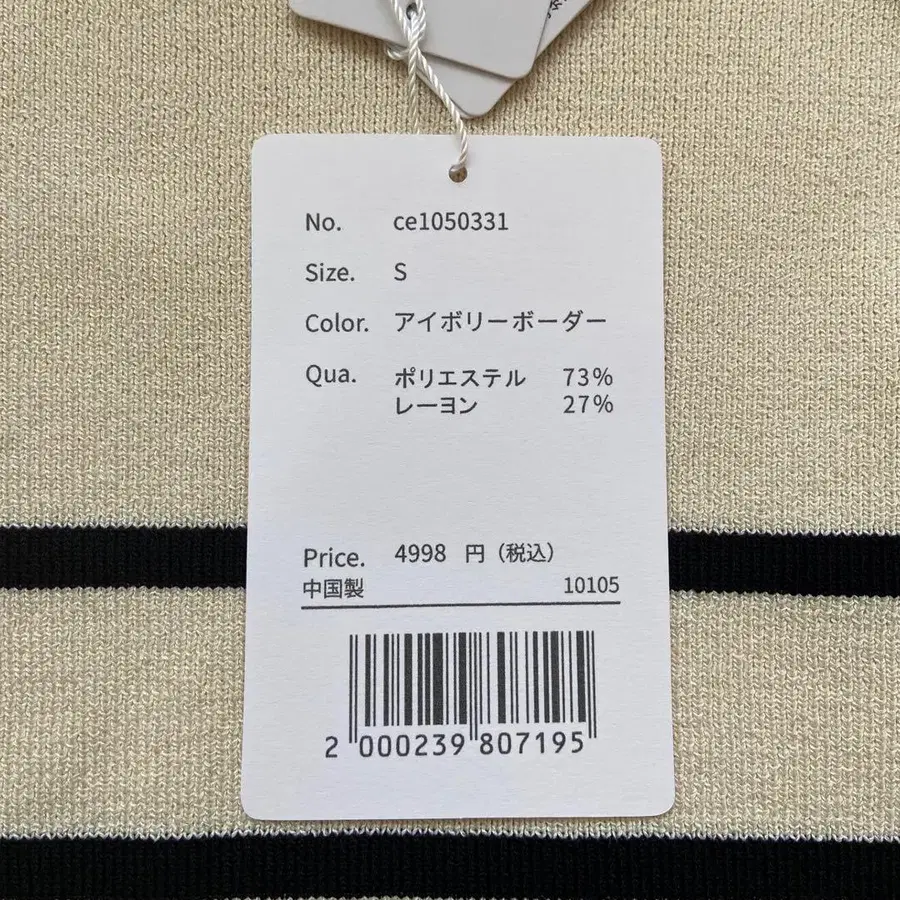 No. ce1050331
Size. S
Color. アイボリーボーダー
Qua. ポリエステル 73%
レーヨン 27%
Price. 4998 円（税込）
中国製 10105
2 000239 807195